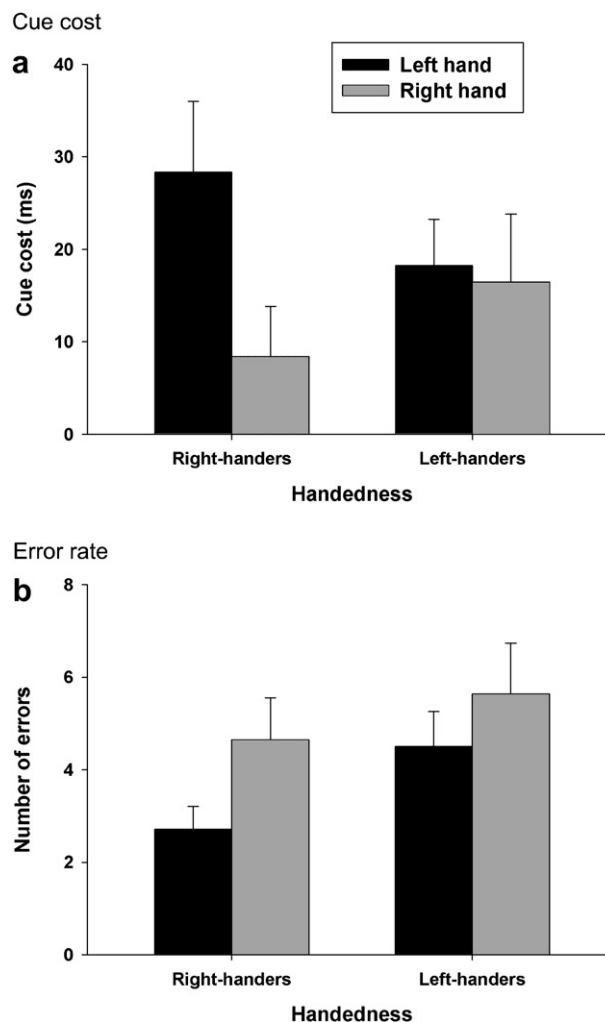 Cue cost
a
40
30
20
10
0
Cue cost (ms)
Left hand
Right hand
Right-handers Left-handers
Handedness
Error rate
b
8
6
4
2
0
Number of errors
Right-handers Left-handers
Handedness